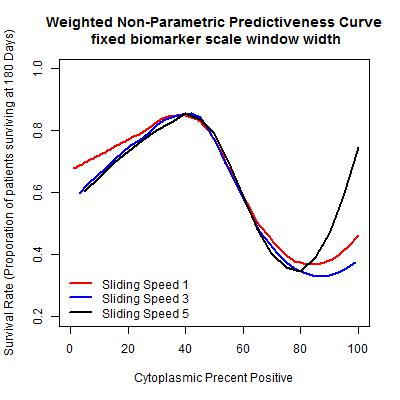 Weighted Non-Parametric Predictiveness Curve
fixed biomarker scale window width
Survival Rate (Proporation of patients surviving at 180 Days)
1.0
0.8
0.6
0.4
0.2
Sliding Speed 1
Sliding Speed 3
Sliding Speed 5
0 20 40 60 80 100
Cytoplasmic Precent Positive